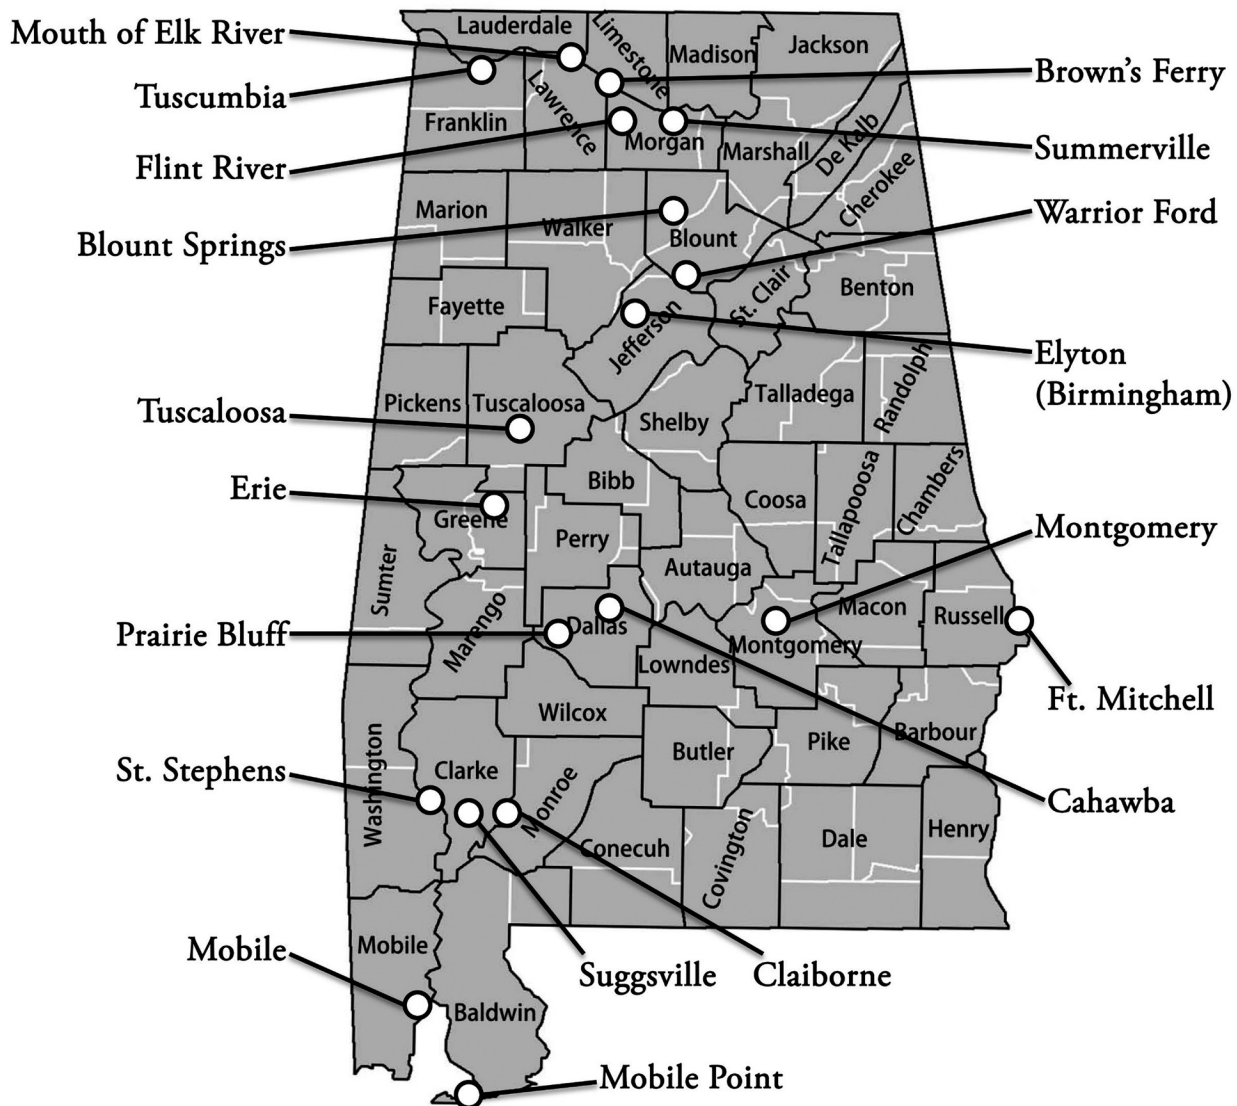 Mouth of Elk River
Tuscumbia
Flint River
Blount Springs
Tuscaloosa
Erie
Prairie Bluff
St. Stephens
Mobile
Lauderdale
Limestone
Madison
Jackson
Lawrence
Franklin
Morgan
Marshall
De Kalb
Cherokee
Marion
Walker
Blount
St. Clair
Benton
Fayette
Jefferson
Randolph
Talladega
Pickens
Tuscaloosa
Shelby
Bibb
Coosa
Tallapoosa
Chambers
Greene
Perry
Sumter
Autauga
Macon
Russell
Marengo
Dallas
Montgomery
Lowndes
Wilcox
Barbour
Butler
Pike
Washington
Clarke
Monroe
Conecuh
Covington
Dale
Henry
Mobile
Baldwin
Brown's Ferry
Summerville
Warrior Ford
Elyton
(Birmingham)
Montgomery
Ft. Mitchell
Cahawba
Suggsville
Claiborne
Mobile Point